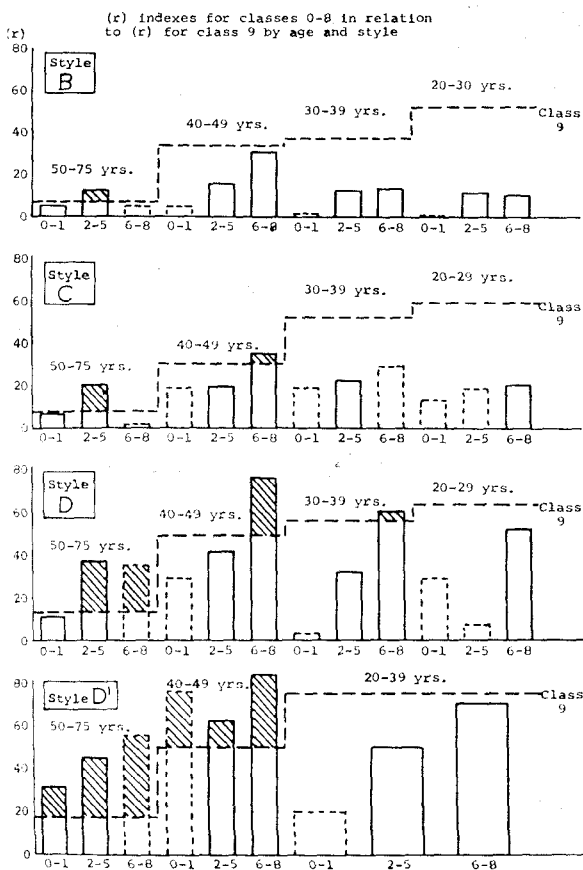 (r) indexes for classes 0-8 in relation
to (r) for class 9 by age and style
(r)
80
60
40
20
0
Style
B
50-75 yrs.
40-49 yrs.
30-39 yrs.
20-30 yrs.
Class
9
0-1 2-5 6-8 0-1 2-5 6-8 0-1 2-5 6-8 0-1 2-5 6-8
80
60
40
20
0
Style
C
50-75 yrs.
40-49 yrs.
30-39 yrs.
20-29 yrs.
Class
9
0-1 2-5 6-8 0-1 2-5 6-8 0-1 2-5 6-8 0-1 2-5 6-8
80
60
40
20
0
Style
D
50-75 yrs.
40-49 yrs.
30-39 yrs.
20-29 yrs.
Class
9
0-1 2-5 6-8 0-1 2-5 6-8 0-1 2-5 6-8 0-1 2-5 6-8
80
60
40
20
0
Style D'
50-75 yrs.
40-49 yrs.
20-39 yrs.
Class
9
0-1 2-5 6-8 0-1 2-5 6-8 0-1 2-5 6-8